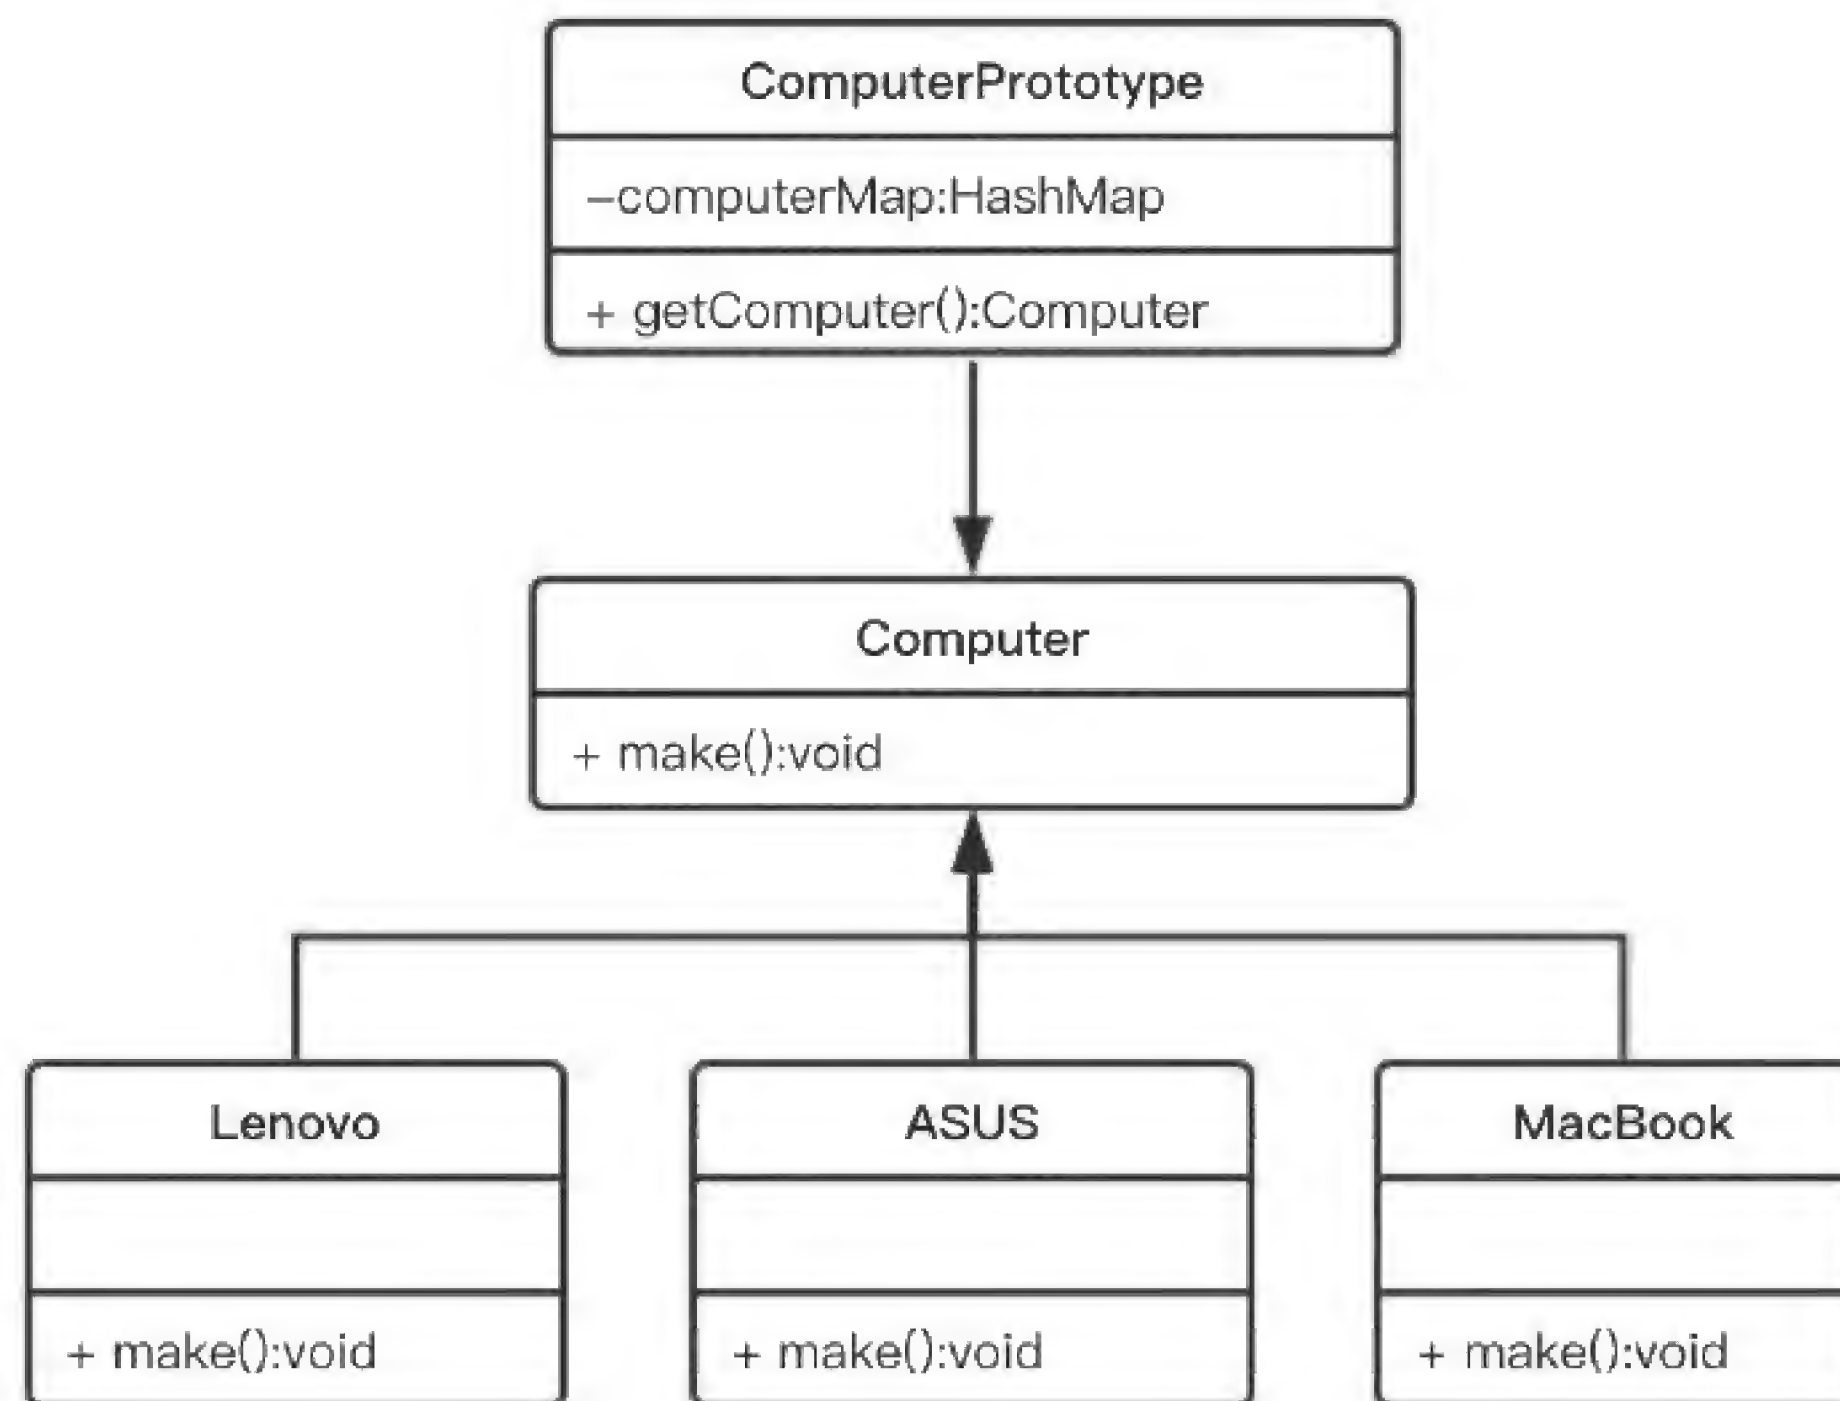 ComputerPrototype
–computerMap:HashMap
+ getComputer():Computer
Computer
+ make():void
Lenovo
ASUS
MacBook
+ make():void
+ make():void
+ make():void